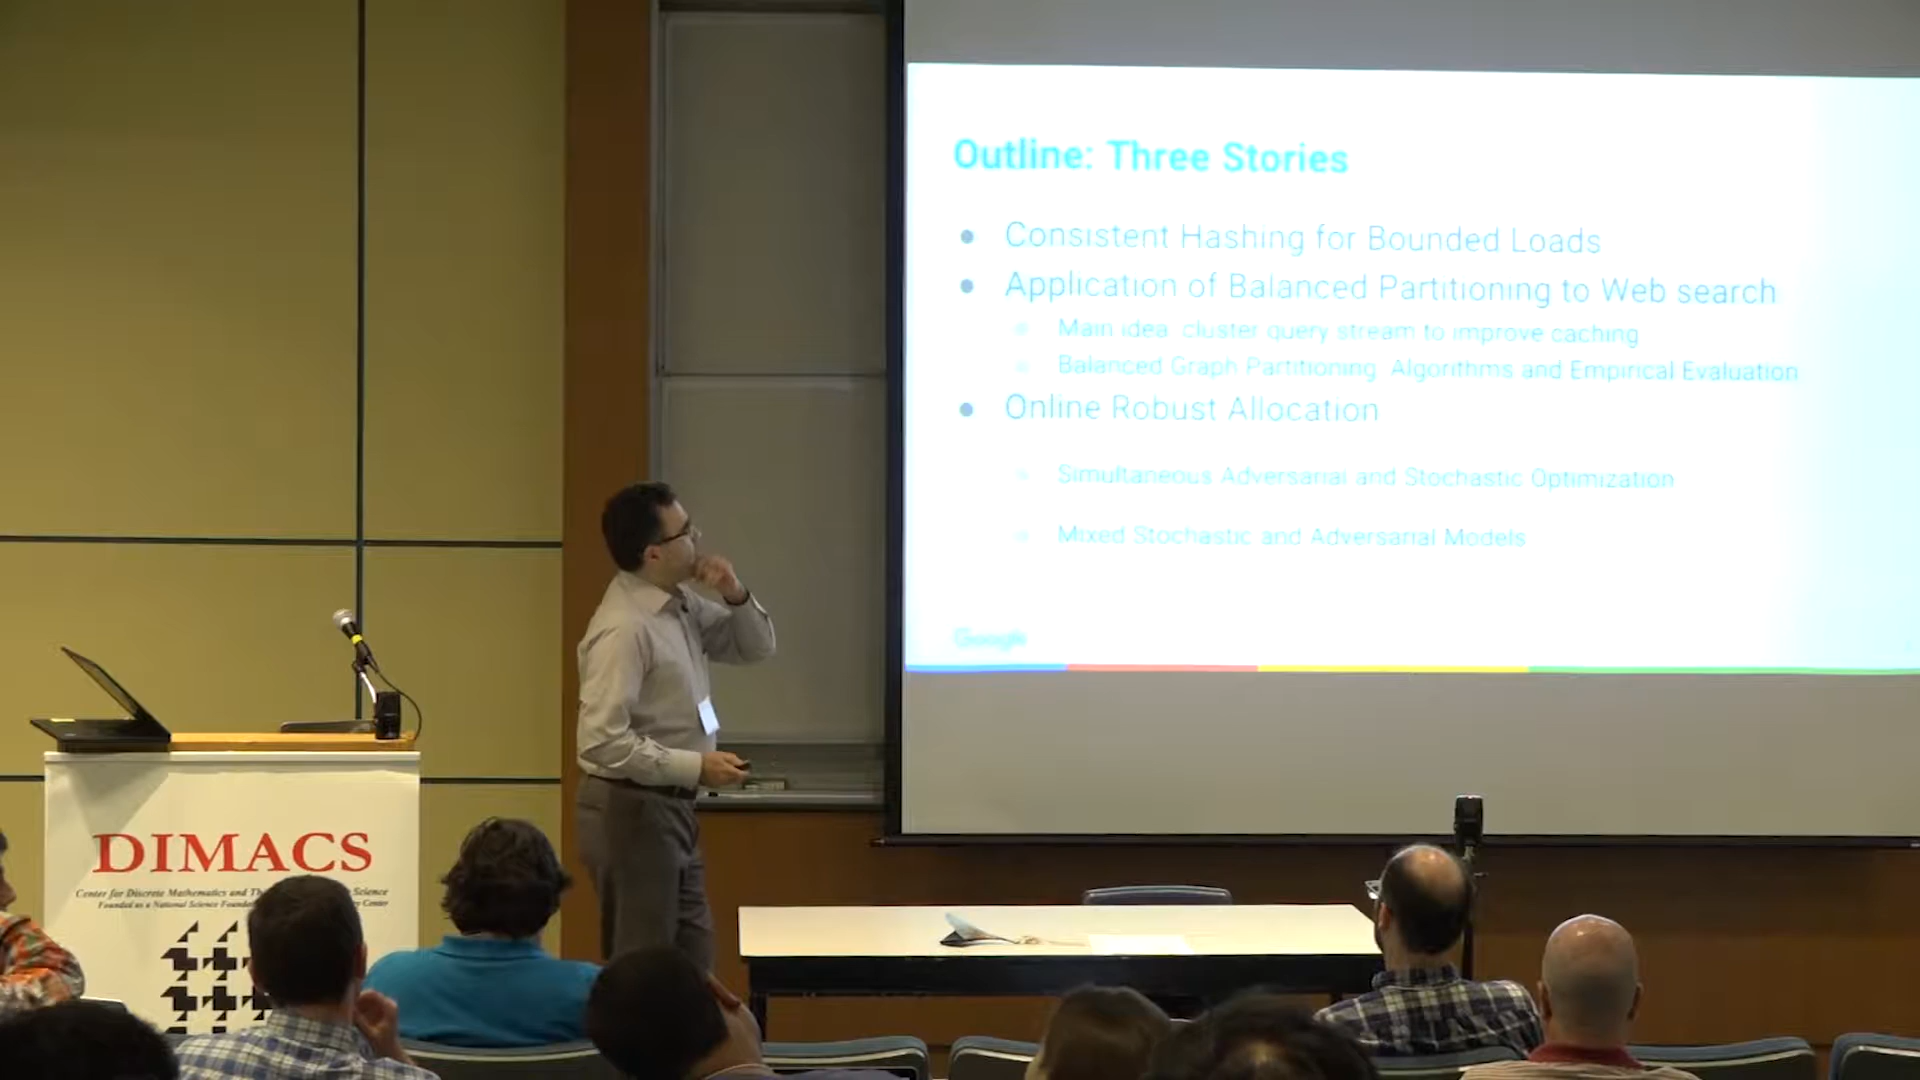 Outline: Three Stories
Consistent Hashing for Bounded Loads
Application of Balanced Partitioning to Web search
Main idea: cluster query stream to improve caching
Balanced Graph Partitioning: Algorithms and Empirical Evaluation
Online Robust Allocation
Simultaneous Adversarial and Stochastic Optimization
Mixed Stochastic and Adversarial Models
Google
DIMACS
Center for Discrete Mathematics and Science
Founded as a National Science Center